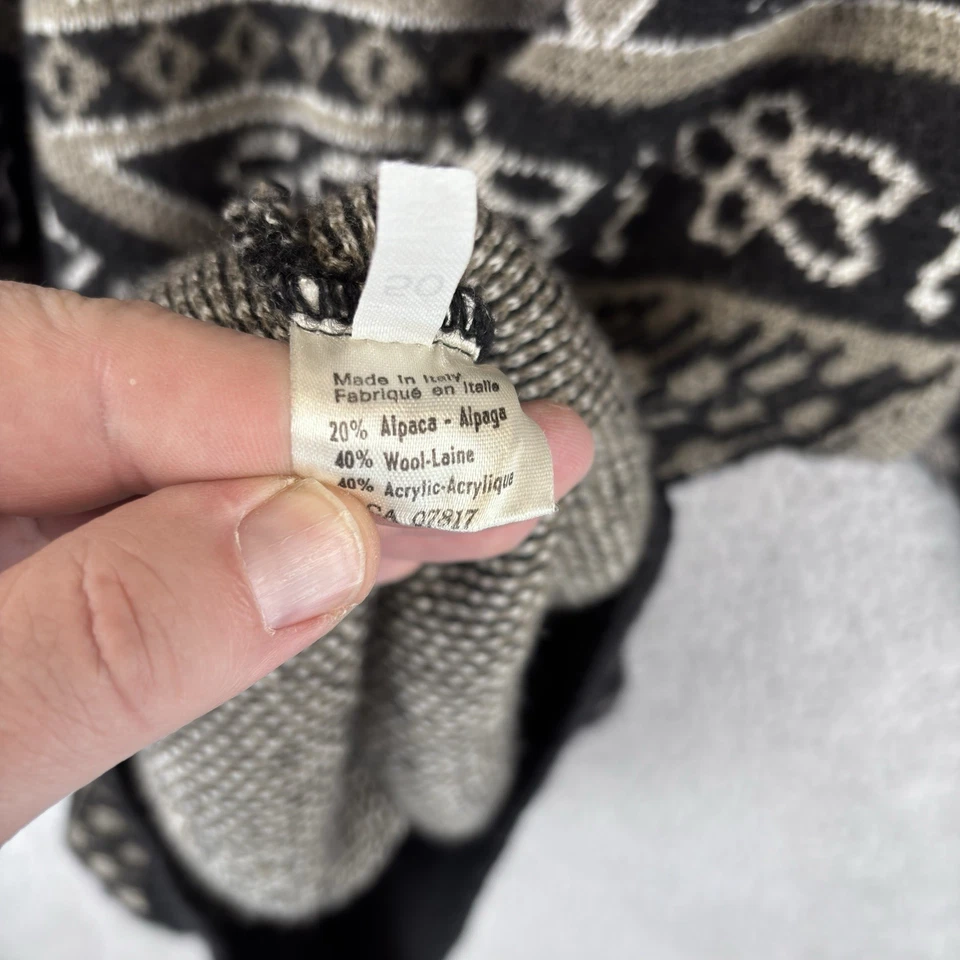 Made in Italy
Fabriqué en Italie
20% Alpaca - Alpaga
40% Wool-Laine
40% Acrylic-Acrylique
CA 07817